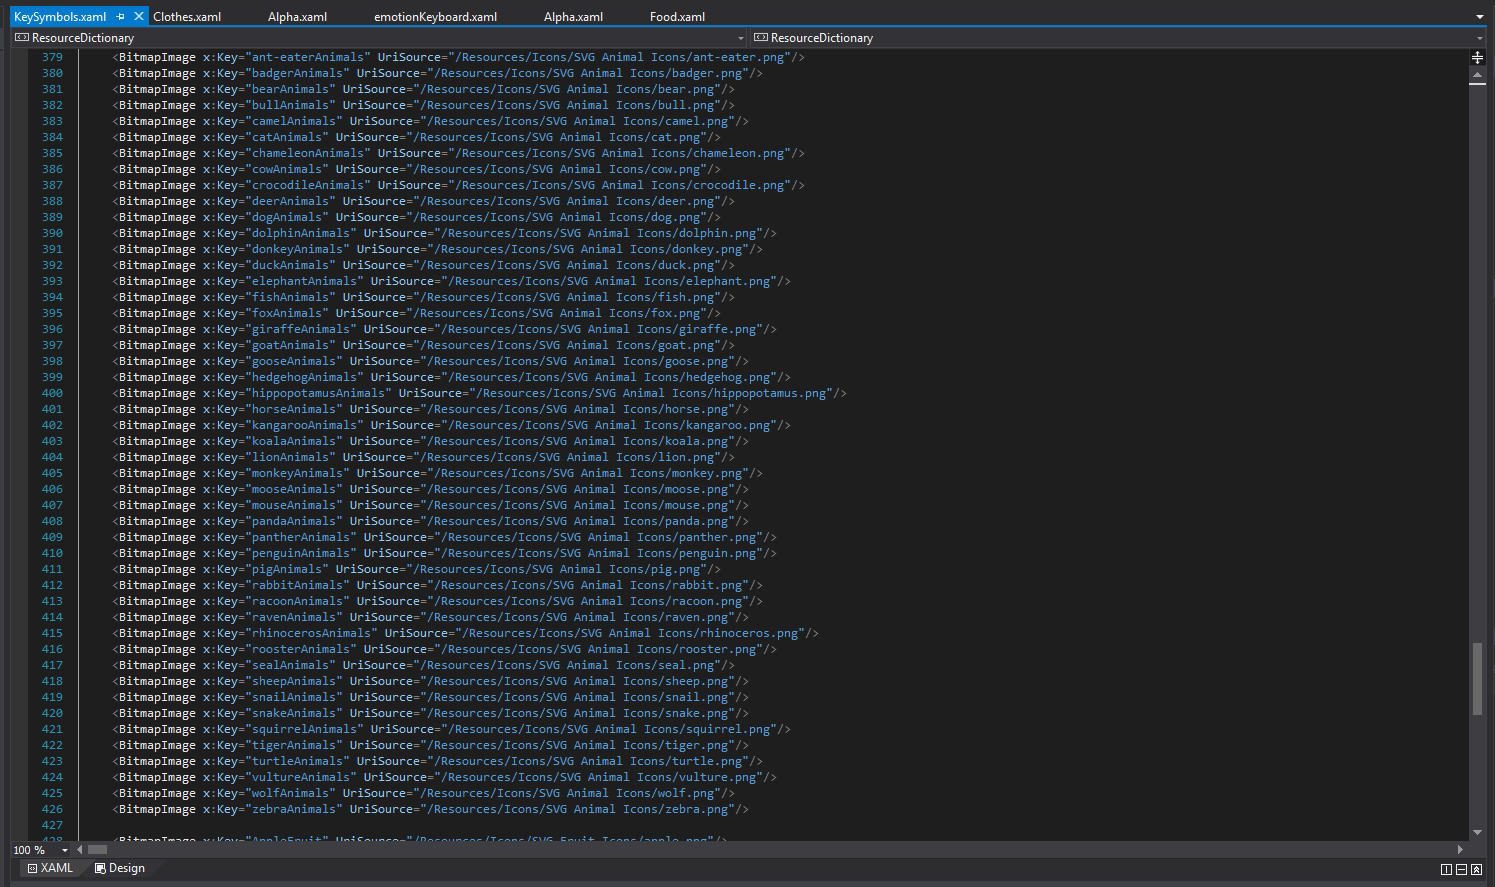 KeySymbols.xaml Clothes.xaml Alpha.xaml emotionKeyboard.xaml Alpha.xaml Food.xaml
ResourceDictionary ResourceDictionary
379 <BitmapImage x:Key="ant-eaterAnimals" UriSource="/Resources/Icons/SVG Animal Icons/ant-eater.png"/>
380 <BitmapImage x:Key="badgerAnimals" UriSource="/Resources/Icons/SVG Animal Icons/badger.png"/>
381 <BitmapImage x:Key="bearAnimals" UriSource="/Resources/Icons/SVG Animal Icons/bear.png"/>
382 <BitmapImage x:Key="bullAnimals" UriSource="/Resources/Icons/SVG Animal Icons/bull.png"/>
383 <BitmapImage x:Key="camelAnimals" UriSource="/Resources/Icons/SVG Animal Icons/camel.png"/>
384 <BitmapImage x:Key="catAnimals" UriSource="/Resources/Icons/SVG Animal Icons/cat.png"/>
385 <BitmapImage x:Key="chameleonAnimals" UriSource="/Resources/Icons/SVG Animal Icons/chameleon.png"/>
386 <BitmapImage x:Key="cowAnimals" UriSource="/Resources/Icons/SVG Animal Icons/cow.png"/>
387 <BitmapImage x:Key="crocodileAnimals" UriSource="/Resources/Icons/SVG Animal Icons/crocodile.png"/>
388 <BitmapImage x:Key="deerAnimals" UriSource="/Resources/Icons/SVG Animal Icons/deer.png"/>
389 <BitmapImage x:Key="dogAnimals" UriSource="/Resources/Icons/SVG Animal Icons/dog.png"/>
390 <BitmapImage x:Key="dolphinAnimals" UriSource="/Resources/Icons/SVG Animal Icons/dolphin.png"/>
391 <BitmapImage x:Key="donkeyAnimals" UriSource="/Resources/Icons/SVG Animal Icons/donkey.png"/>
392 <BitmapImage x:Key="duckAnimals" UriSource="/Resources/Icons/SVG Animal Icons/duck.png"/>
393 <BitmapImage x:Key="elephantAnimals" UriSource="/Resources/Icons/SVG Animal Icons/elephant.png"/>
394 <BitmapImage x:Key="fishAnimals" UriSource="/Resources/Icons/SVG Animal Icons/fish.png"/>
395 <BitmapImage x:Key="foxAnimals" UriSource="/Resources/Icons/SVG Animal Icons/fox.png"/>
396 <BitmapImage x:Key="giraffeAnimals" UriSource="/Resources/Icons/SVG Animal Icons/giraffe.png"/>
397 <BitmapImage x:Key="goatAnimals" UriSource="/Resources/Icons/SVG Animal Icons/goat.png"/>
398 <BitmapImage x:Key="gooseAnimals" UriSource="/Resources/Icons/SVG Animal Icons/goose.png"/>
399 <BitmapImage x:Key="hedgehogAnimals" UriSource="/Resources/Icons/SVG Animal Icons/hedgehog.png"/>
400 <BitmapImage x:Key="hippopotamusAnimals" UriSource="/Resources/Icons/SVG Animal Icons/hippopotamus.png"/>
401 <BitmapImage x:Key="horseAnimals" UriSource="/Resources/Icons/SVG Animal Icons/horse.png"/>
402 <BitmapImage x:Key="kangarooAnimals" UriSource="/Resources/Icons/SVG Animal Icons/kangaroo.png"/>
403 <BitmapImage x:Key="koalaAnimals" UriSource="/Resources/Icons/SVG Animal Icons/koala.png"/>
404 <BitmapImage x:Key="lionAnimals" UriSource="/Resources/Icons/SVG Animal Icons/lion.png"/>
405 <BitmapImage x:Key="monkeyAnimals" UriSource="/Resources/Icons/SVG Animal Icons/monkey.png"/>
406 <BitmapImage x:Key="mooseAnimals" UriSource="/Resources/Icons/SVG Animal Icons/moose.png"/>
407 <BitmapImage x:Key="mouseAnimals" UriSource="/Resources/Icons/SVG Animal Icons/mouse.png"/>
408 <BitmapImage x:Key="pandaAnimals" UriSource="/Resources/Icons/SVG Animal Icons/panda.png"/>
409 <BitmapImage x:Key="pantherAnimals" UriSource="/Resources/Icons/SVG Animal Icons/panther.png"/>
410 <BitmapImage x:Key="penguinAnimals" UriSource="/Resources/Icons/SVG Animal Icons/penguin.png"/>
411 <BitmapImage x:Key="pigAnimals" UriSource="/Resources/Icons/SVG Animal Icons/pig.png"/>
412 <BitmapImage x:Key="rabbitAnimals" UriSource="/Resources/Icons/SVG Animal Icons/rabbit.png"/>
413 <BitmapImage x:Key="racoonAnimals" UriSource="/Resources/Icons/SVG Animal Icons/racoon.png"/>
414 <BitmapImage x:Key="ravenAnimals" UriSource="/Resources/Icons/SVG Animal Icons/raven.png"/>
415 <BitmapImage x:Key="rhinocerosAnimals" UriSource="/Resources/Icons/SVG Animal Icons/rhinoceros.png"/>
416 <BitmapImage x:Key="roosterAnimals" UriSource="/Resources/Icons/SVG Animal Icons/rooster.png"/>
417 <BitmapImage x:Key="sealAnimals" UriSource="/Resources/Icons/SVG Animal Icons/seal.png"/>
418 <BitmapImage x:Key="sheepAnimals" UriSource="/Resources/Icons/SVG Animal Icons/sheep.png"/>
419 <BitmapImage x:Key="snailAnimals" UriSource="/Resources/Icons/SVG Animal Icons/snail.png"/>
420 <BitmapImage x:Key="snakeAnimals" UriSource="/Resources/Icons/SVG Animal Icons/snake.png"/>
421 <BitmapImage x:Key="squirrelAnimals" UriSource="/Resources/Icons/SVG Animal Icons/squirrel.png"/>
422 <BitmapImage x:Key="tigerAnimals" UriSource="/Resources/Icons/SVG Animal Icons/tiger.png"/>
423 <BitmapImage x:Key="turtleAnimals" UriSource="/Resources/Icons/SVG Animal Icons/turtle.png"/>
424 <BitmapImage x:Key="vultureAnimals" UriSource="/Resources/Icons/SVG Animal Icons/vulture.png"/>
425 <BitmapImage x:Key="wolfAnimals" UriSource="/Resources/Icons/SVG Animal Icons/wolf.png"/>
426 <BitmapImage x:Key="zebraAnimals" UriSource="/Resources/Icons/SVG Animal Icons/zebra.png"/>
427
428 <BitmapImage x:Key="AppleFruit" UriSource="/Resources/Icons/SVG Fruit Icons/apple.png"/>
100 %
XAML Design